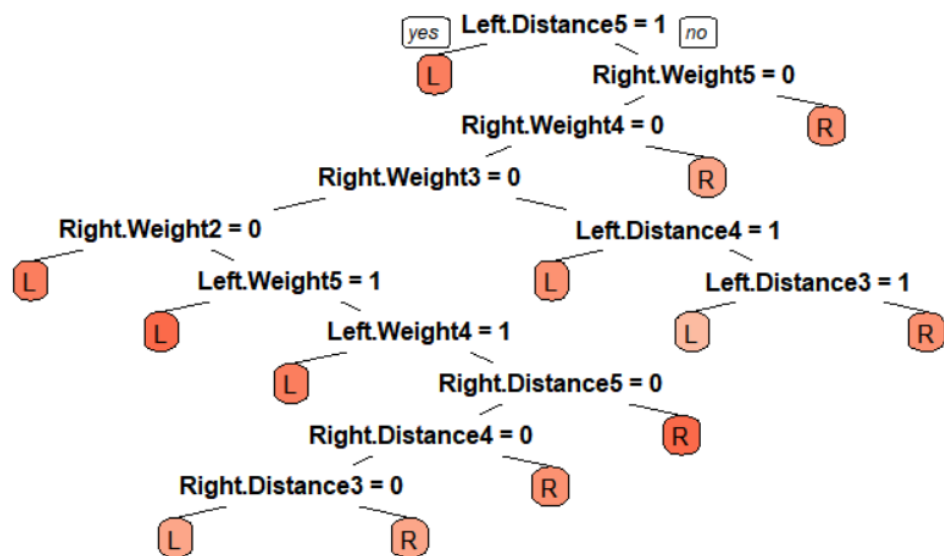 yes Left.Distance5 = 1 no
L Right.Weight5 = 0
Right.Weight4 = 0 R
Right.Weight3 = 0 R
Right.Weight2 = 0 Left.Distance4 = 1
L Left.Weight5 = 1 L Left.Distance3 = 1
L Left.Weight4 = 1 L R
L Right.Distance5 = 0
Right.Distance4 = 0 R
Right.Distance3 = 0 R
L R